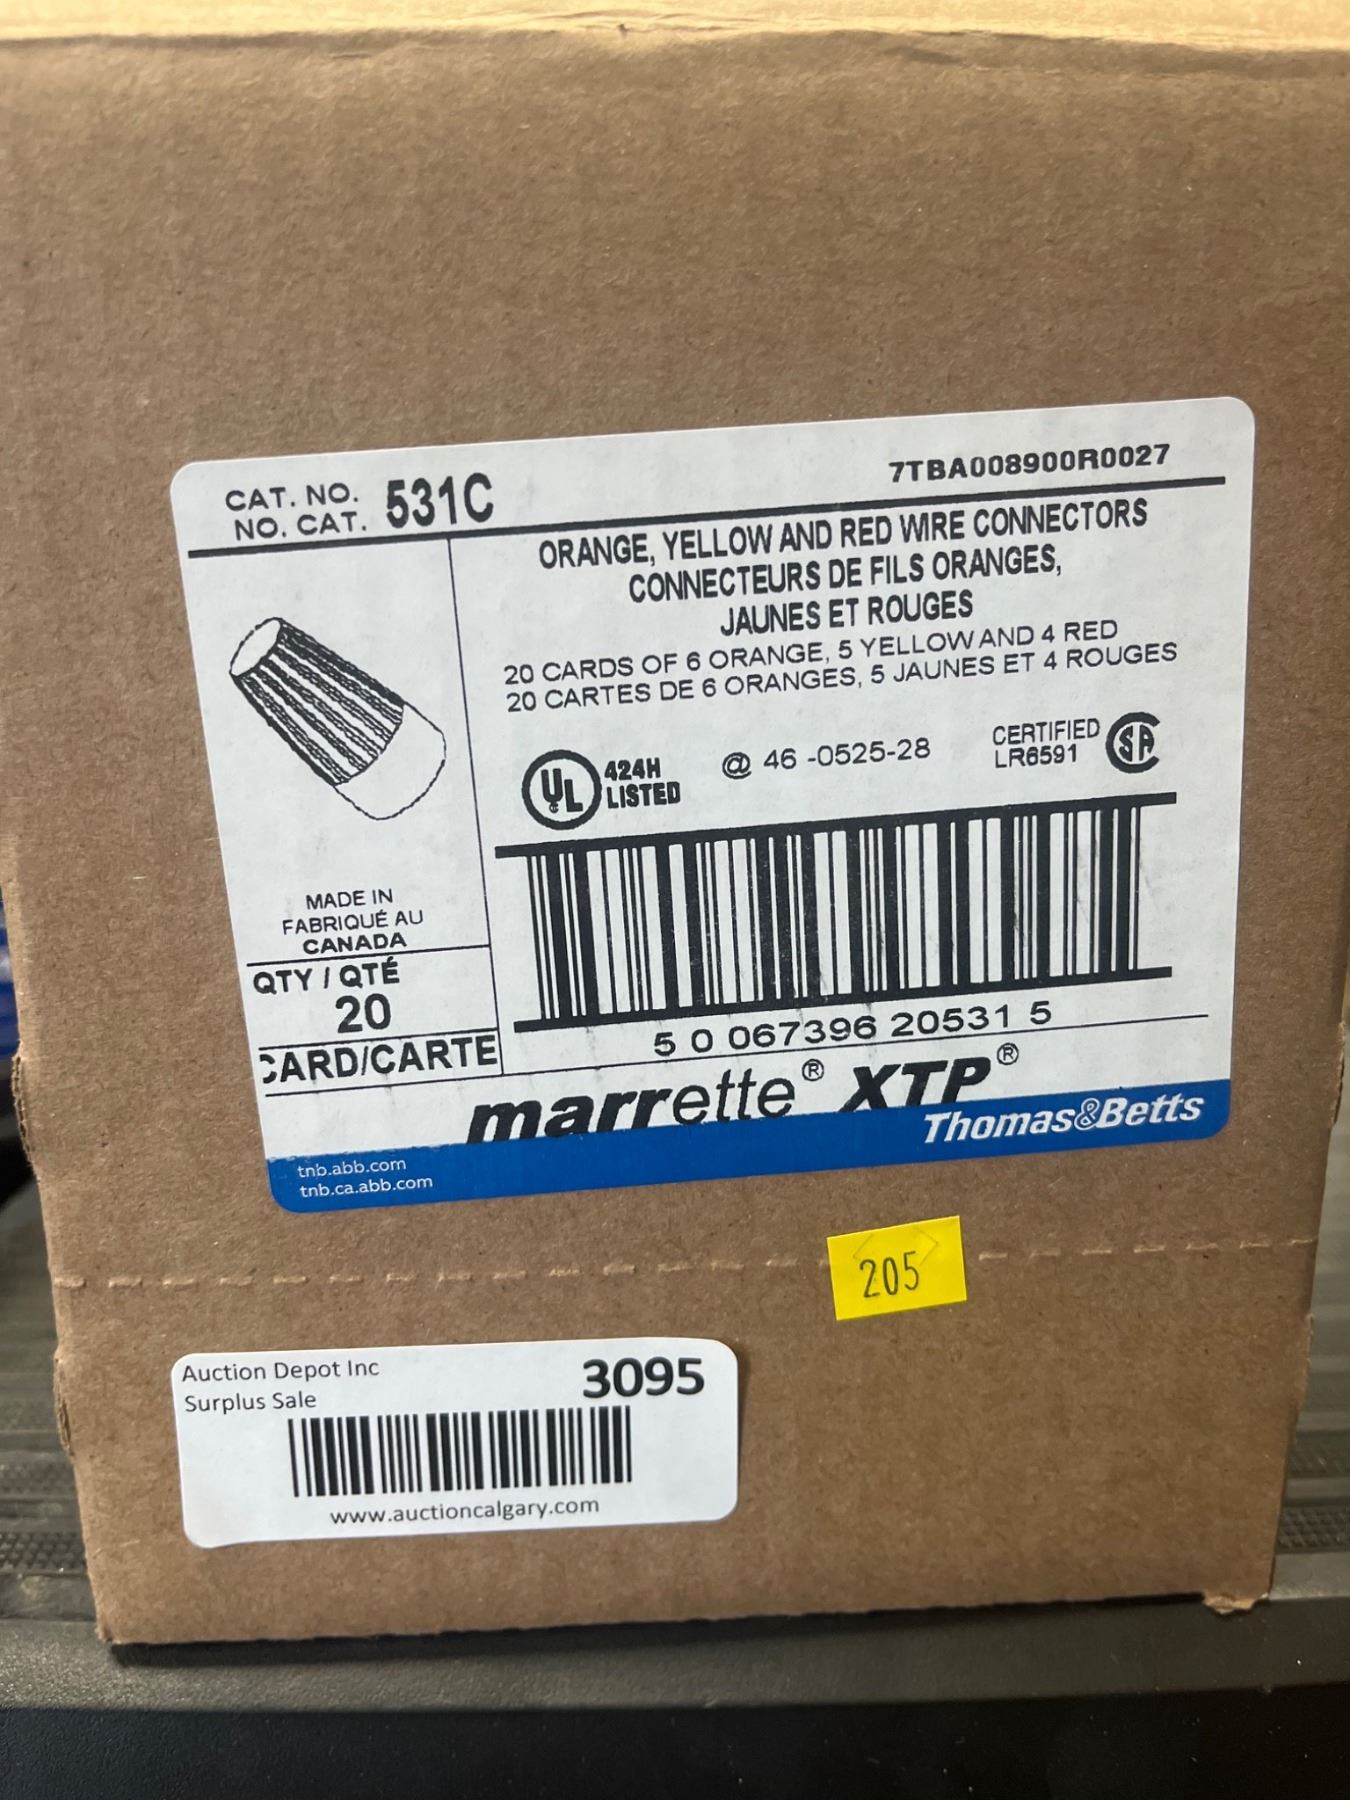 CAT. NO.
NO. CAT. 531C
7TBA008900R0027
ORANGE, YELLOW AND RED WIRE CONNECTORS
CONNECTEURS DE FILS ORANGES,
JAUNES ET ROUGES
20 CARDS OF 6 ORANGE, 5 YELLOW AND 4 RED
20 CARTES DE 6 ORANGES, 5 JAUNES ET 4 ROUGES
UL 424H
LISTED
@ 46 -0525-28
CERTIFIED
LR6591
SA
MADE IN
FABRIQUÉ AU
CANADA
QTY / QTÉ
20
CARD/CARTE
5 0 067396 20531 5
marrette® XTP®
Thomas&Betts
tnb.abb.com
tnb.ca.abb.com
205
Auction Depot Inc
Surplus Sale
3095
www.auctioncalgary.com